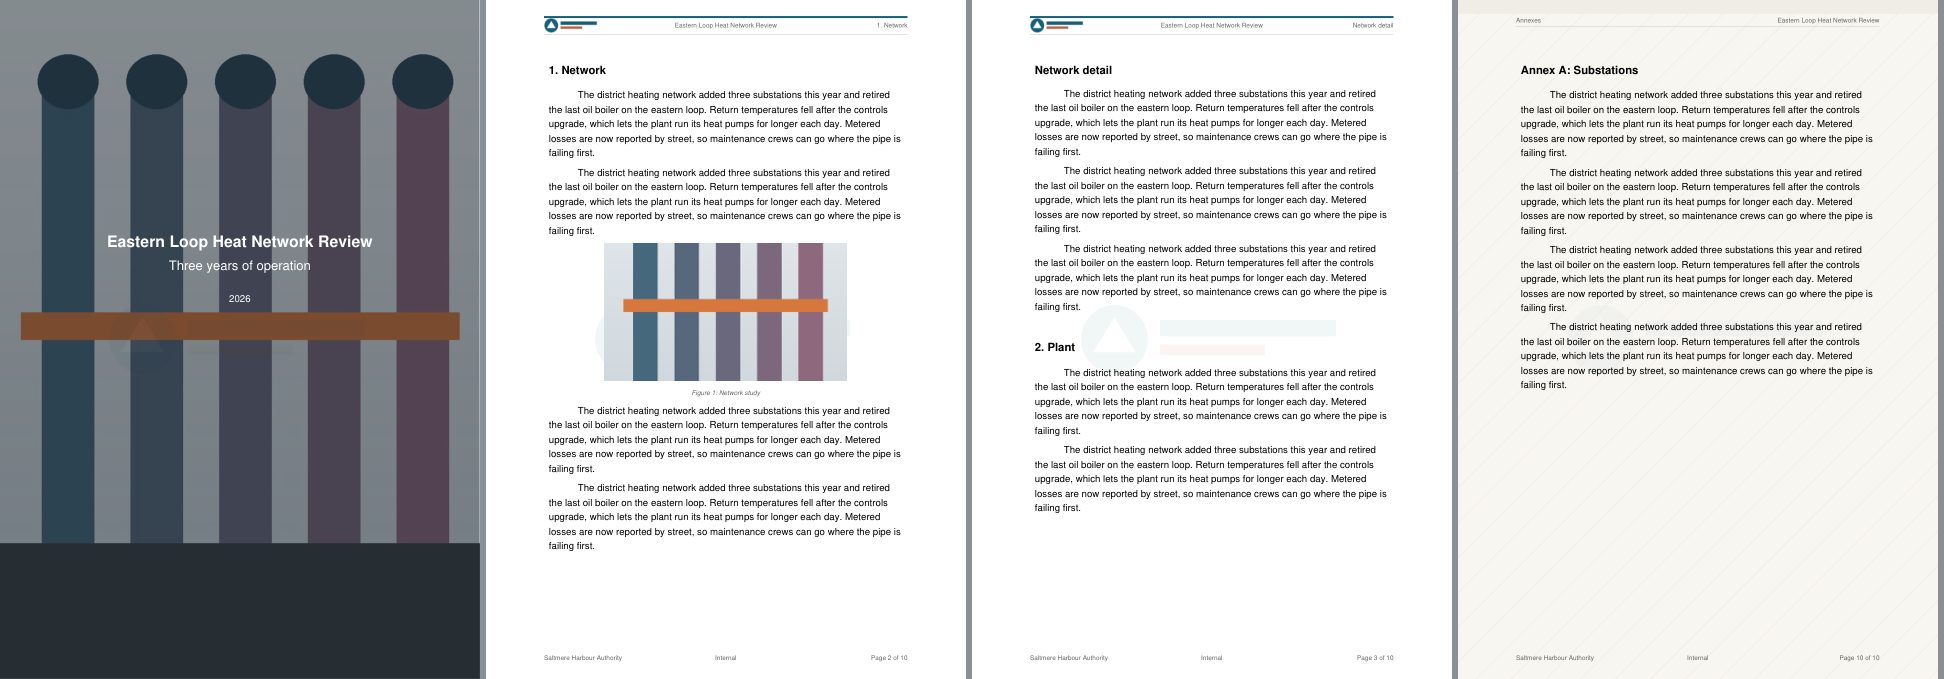 Eastern Loop Heat Network Review
Three years of operation
2026
Eastern Loop Heat Network Review
1. Network
1. Network
The district heating network added three substations this year and retired
the last oil boiler on the eastern loop. Return temperatures fell after the controls
upgrade, which lets the plant run its heat pumps for longer each day. Metered
losses are now reported by street, so maintenance crews can go where the pipe is
failing first.
The district heating network added three substations this year and retired
the last oil boiler on the eastern loop. Return temperatures fell after the controls
upgrade, which lets the plant run its heat pumps for longer each day. Metered
losses are now reported by street, so maintenance crews can go where the pipe is
failing first.
Figure 1: Network study
The district heating network added three substations this year and retired
the last oil boiler on the eastern loop. Return temperatures fell after the controls
upgrade, which lets the plant run its heat pumps for longer each day. Metered
losses are now reported by street, so maintenance crews can go where the pipe is
failing first.
The district heating network added three substations this year and retired
the last oil boiler on the eastern loop. Return temperatures fell after the controls
upgrade, which lets the plant run its heat pumps for longer each day. Metered
losses are now reported by street, so maintenance crews can go where the pipe is
failing first.
Saltmere Harbour Authority
Internal
Page 2 of 10
Eastern Loop Heat Network Review
Network detail
Network detail
The district heating network added three substations this year and retired
the last oil boiler on the eastern loop. Return temperatures fell after the controls
upgrade, which lets the plant run its heat pumps for longer each day. Metered
losses are now reported by street, so maintenance crews can go where the pipe is
failing first.
The district heating network added three substations this year and retired
the last oil boiler on the eastern loop. Return temperatures fell after the controls
upgrade, which lets the plant run its heat pumps for longer each day. Metered
losses are now reported by street, so maintenance crews can go where the pipe is
failing first.
The district heating network added three substations this year and retired
the last oil boiler on the eastern loop. Return temperatures fell after the controls
upgrade, which lets the plant run its heat pumps for longer each day. Metered
losses are now reported by street, so maintenance crews can go where the pipe is
failing first.
2. Plant
The district heating network added three substations this year and retired
the last oil boiler on the eastern loop. Return temperatures fell after the controls
upgrade, which lets the plant run its heat pumps for longer each day. Metered
losses are now reported by street, so maintenance crews can go where the pipe is
failing first.
The district heating network added three substations this year and retired
the last oil boiler on the eastern loop. Return temperatures fell after the controls
upgrade, which lets the plant run its heat pumps for longer each day. Metered
losses are now reported by street, so maintenance crews can go where the pipe is
failing first.
Saltmere Harbour Authority
Internal
Page 3 of 10
Annexes
Eastern Loop Heat Network Review
Annex A: Substations
The district heating network added three substations this year and retired
the last oil boiler on the eastern loop. Return temperatures fell after the controls
upgrade, which lets the plant run its heat pumps for longer each day. Metered
losses are now reported by street, so maintenance crews can go where the pipe is
failing first.
The district heating network added three substations this year and retired
the last oil boiler on the eastern loop. Return temperatures fell after the controls
upgrade, which lets the plant run its heat pumps for longer each day. Metered
losses are now reported by street, so maintenance crews can go where the pipe is
failing first.
The district heating network added three substations this year and retired
the last oil boiler on the eastern loop. Return temperatures fell after the controls
upgrade, which lets the plant run its heat pumps for longer each day. Metered
losses are now reported by street, so maintenance crews can go where the pipe is
failing first.
The district heating network added three substations this year and retired
the last oil boiler on the eastern loop. Return temperatures fell after the controls
upgrade, which lets the plant run its heat pumps for longer each day. Metered
losses are now reported by street, so maintenance crews can go where the pipe is
failing first.
Saltmere Harbour Authority
Internal
Page 10 of 10